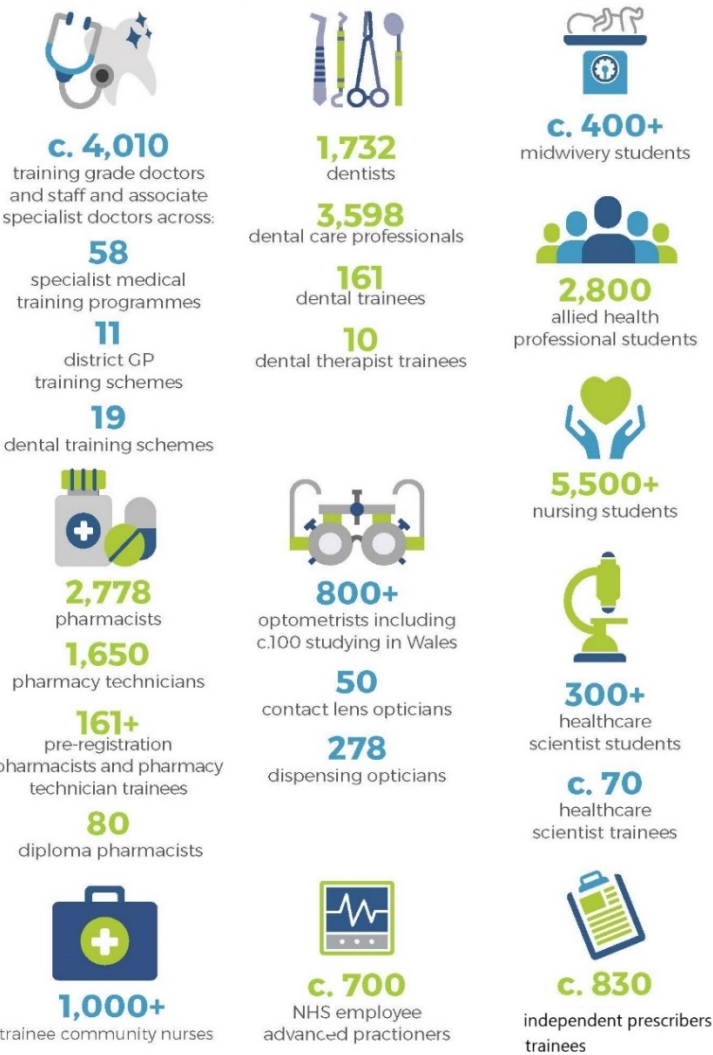 c. 4,010
training grade doctors
and staff and associate
specialist doctors across:
58
specialist medical
training programmes
11
district GP
training schemes
19
dental training schemes
1,732
dentists
3,598
dental care professionals
161
dental trainees
10
dental therapist trainees
c. 400+
midwivery students
2,800
allied health
professional students
5,500+
nursing students
2,778
pharmacists
1,650
pharmacy technicians
161+
pre-registration
pharmacists and pharmacy
technician trainees
80
diploma pharmacists
800+
optometrists including
c.100 studying in Wales
50
contact lens opticians
278
dispensing opticians
300+
healthcare
scientist students
c. 70
healthcare
scientist trainees
1,000+
trainee community nurses
c. 700
NHS employee
advanced practioners
c. 830
independent prescribers
trainees